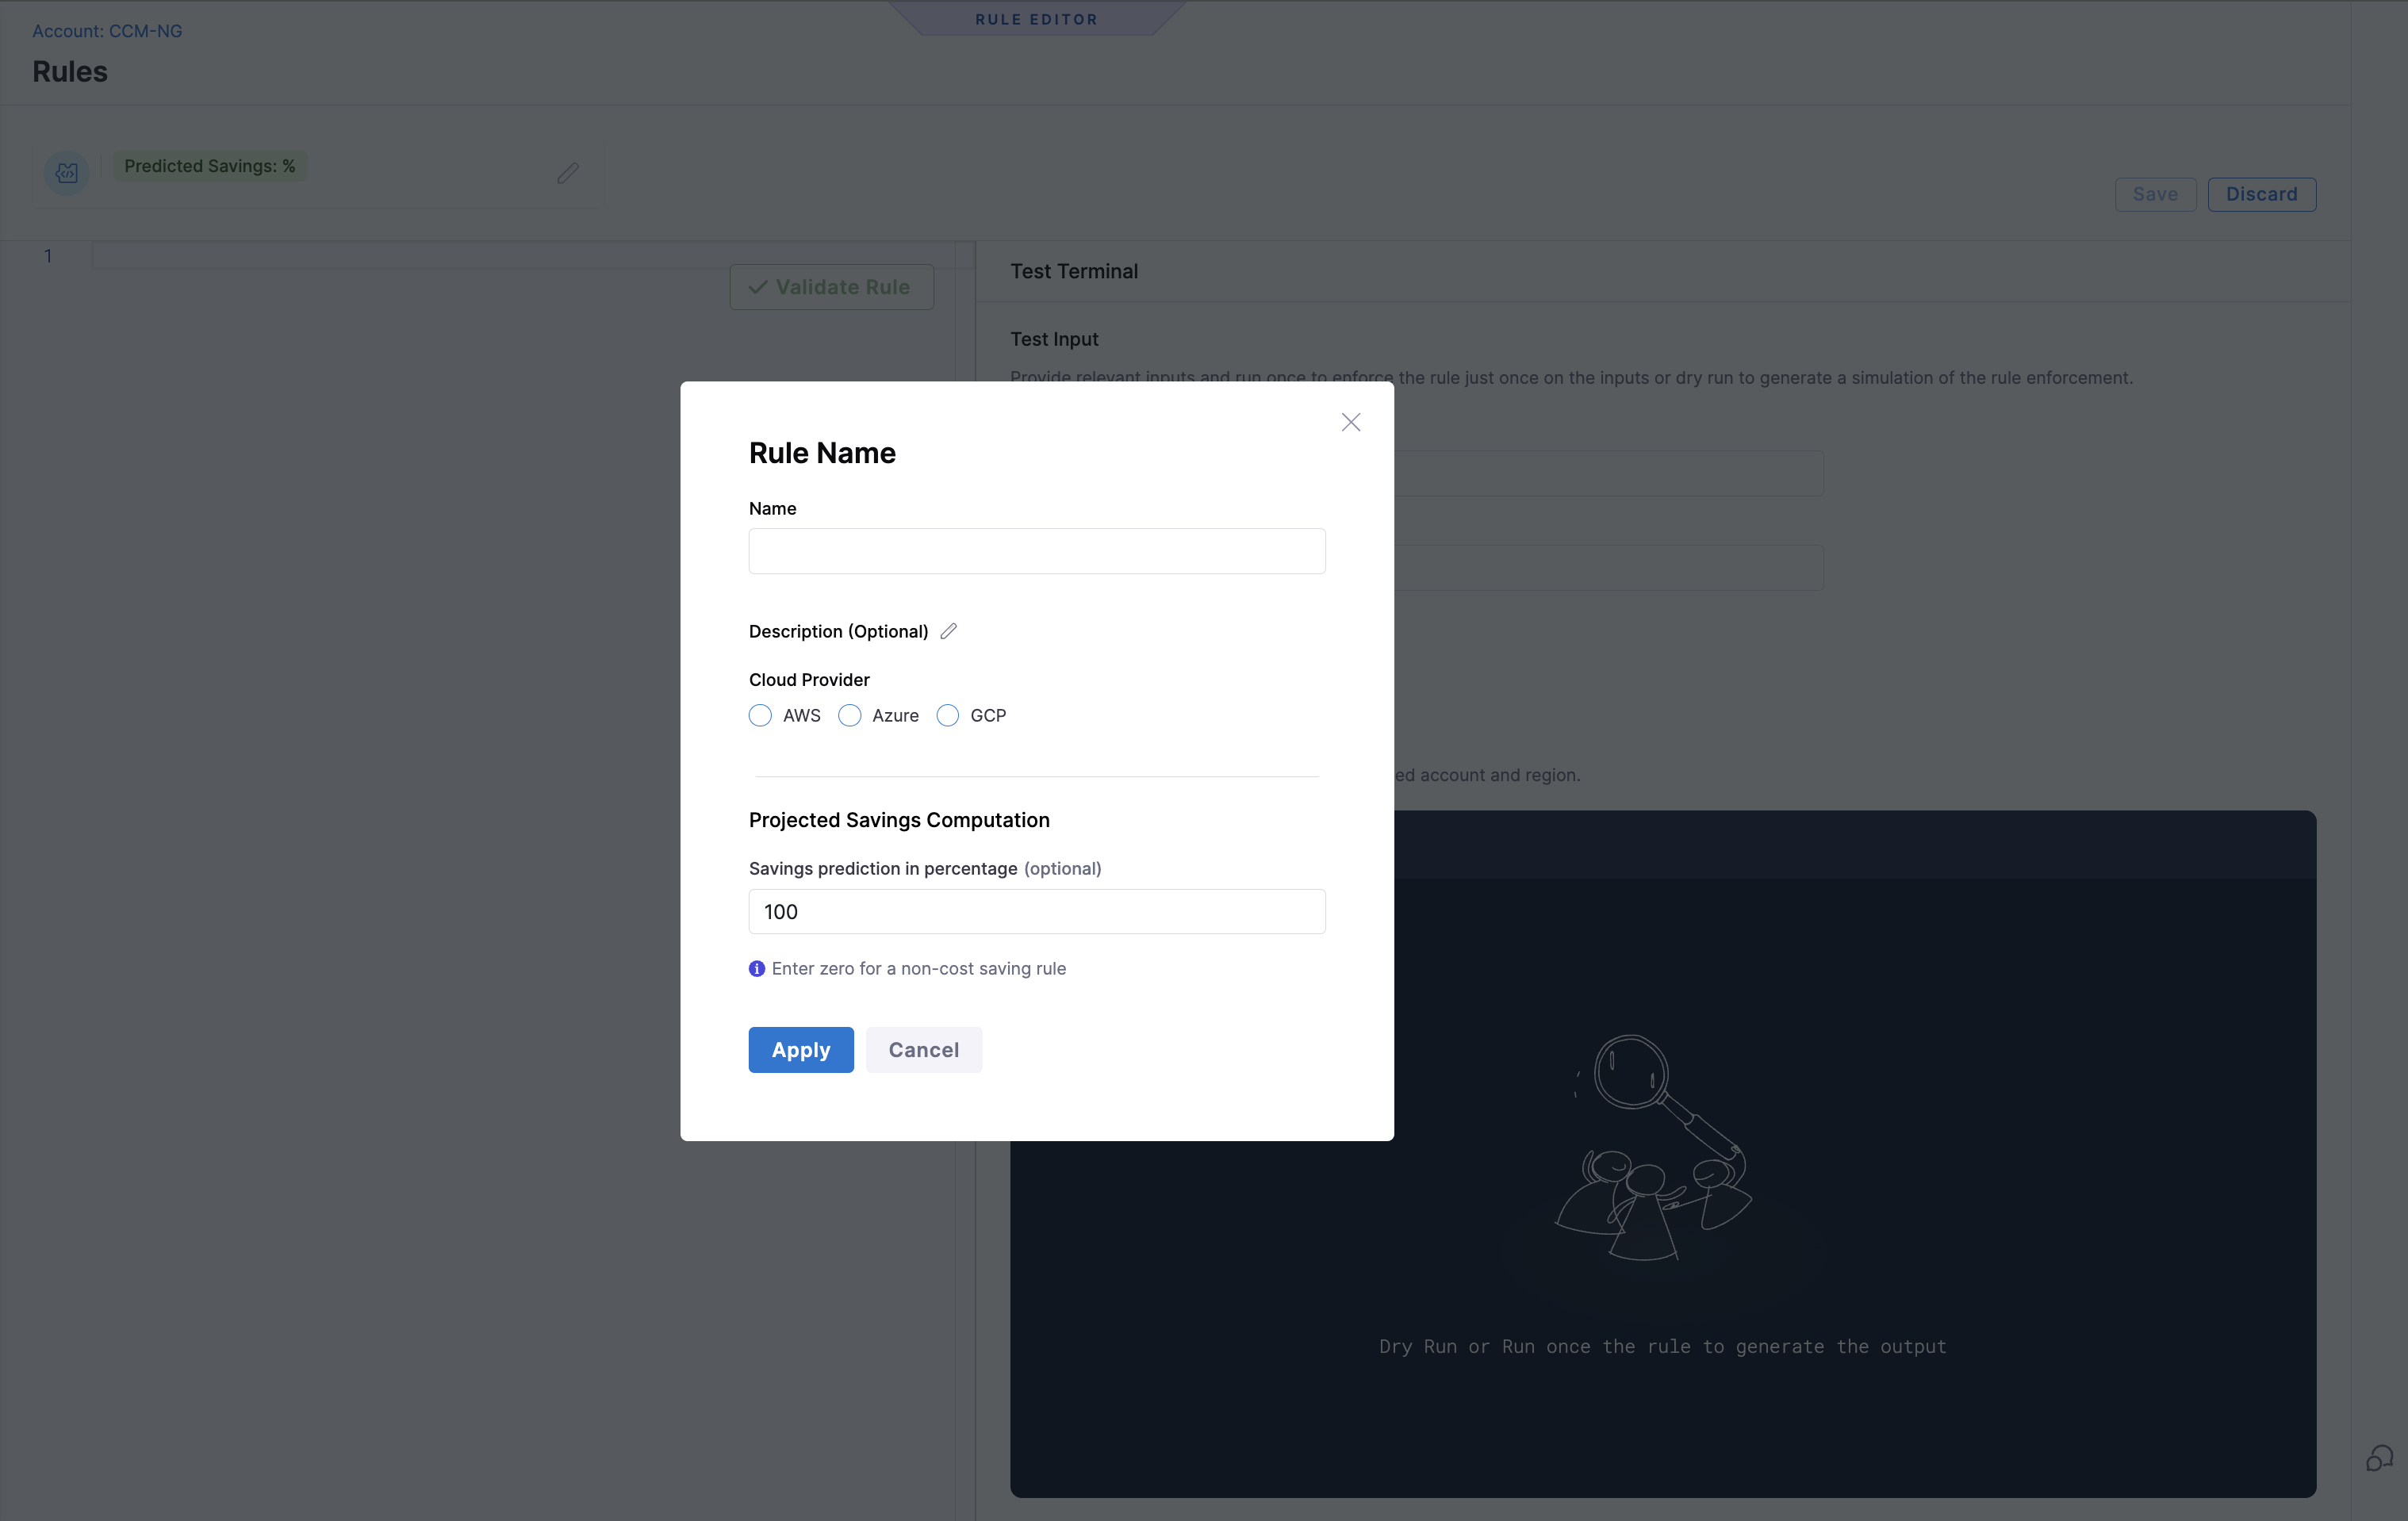 RULE EDITOR
Account: CCM-NG
Rules
Predicted Savings: %
Save
Discard
1
Validate Rule
Test Terminal
Test Input
Provide relevant inputs and run once to enforce the rule just once on the inputs or dry run to generate a simulation of the rule enforcement.
Rule Name
Name
Description (Optional)
Cloud Provider
AWS
Azure
GCP
ed account and region.
Projected Savings Computation
Savings prediction in percentage (optional)
100
Enter zero for a non-cost saving rule
Apply
Cancel
Dry Run or Run once the rule to generate the output